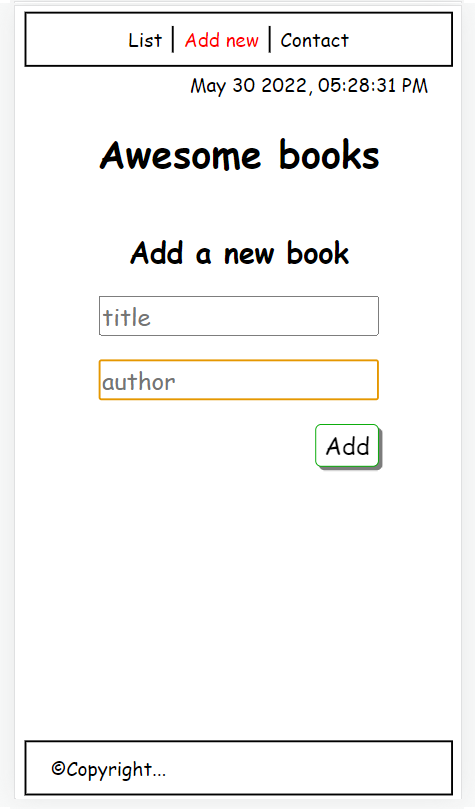 List | Add new | Contact
May 30 2022, 05:28:31 PM
Awesome books
Add a new book
title
author
Add
©Copyright...